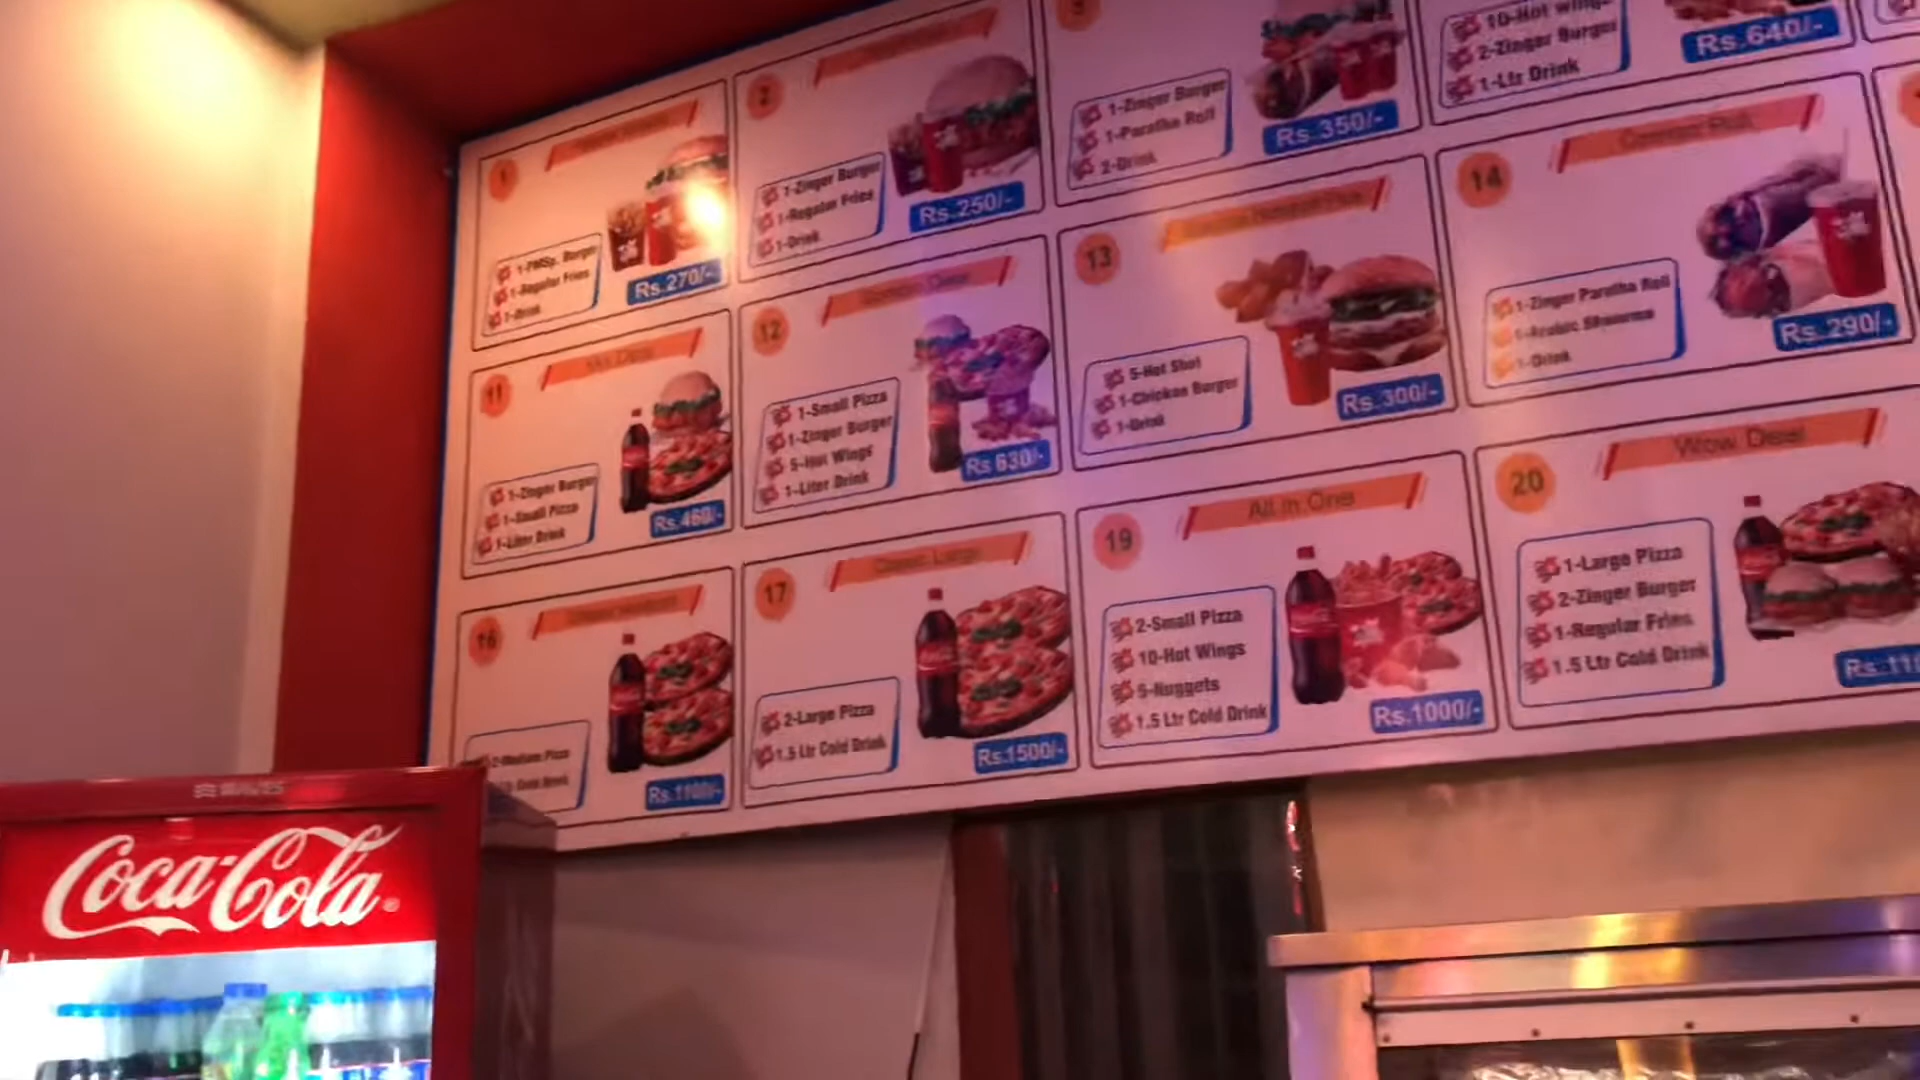 1
1-Regular Fries
1-Drink
Rs.270/-
2
1-Zinger Burger
1-Regular Fries
1-Drink
Rs.250/-
3
1-Zinger Burger
1-Paratha Roll
2-Drink
Rs.350/-
10-Hot wings
2-Zinger Burger
1-Ltr Drink
Rs.640/-
11
1-Zinger Burger
1-Small Pizza
1-Liter Drink
Rs.460/-
12
1-Small Pizza
1-Zinger Burger
5-Hot Wings
1-Liter Drink
Rs 630/-
13
5-Hot Shot
1-Chicken Burger
1-Drink
Rs.300/-
14
1-Zinger Paratha Roll
1-Arabic Shawrma
1-Drink
Rs.290/-
16
2-Medium Pizza
Rs.1100/-
17
2-Large Pizza
1.5 Ltr Cold Drink
Rs.1500/-
19
All in One
2-Small Pizza
10-Hot Wings
5-Nuggets
1.5 Ltr Cold Drink
Rs.1000/-
20
Wow Deal
1-Large Pizza
2-Zinger Burger
1-Regular Fries
1.5 Ltr Cold Drink
WAVES
Coca-Cola